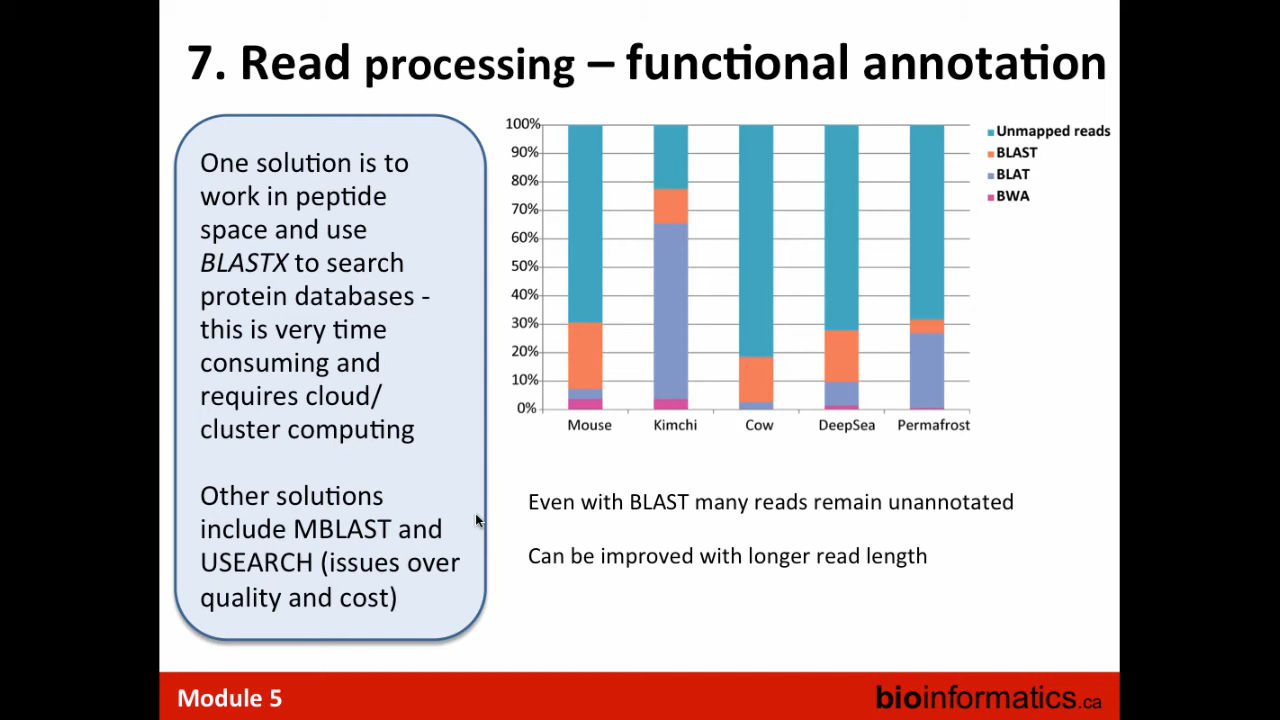 7. Read processing – functional annotation
One solution is to
work in peptide
space and use
BLASTX to search
protein databases -
this is very time
consuming and
requires cloud/
cluster computing
Other solutions
include MBLAST and
USEARCH (issues over
quality and cost)
100%
90%
80%
70%
60%
50%
40%
30%
20%
10%
0%
Mouse Kimchi Cow DeepSea Permafrost
Unmapped reads
BLAST
BLAT
BWA
Even with BLAST many reads remain unannotated
Can be improved with longer read length
Module 5
bioinformatics.ca